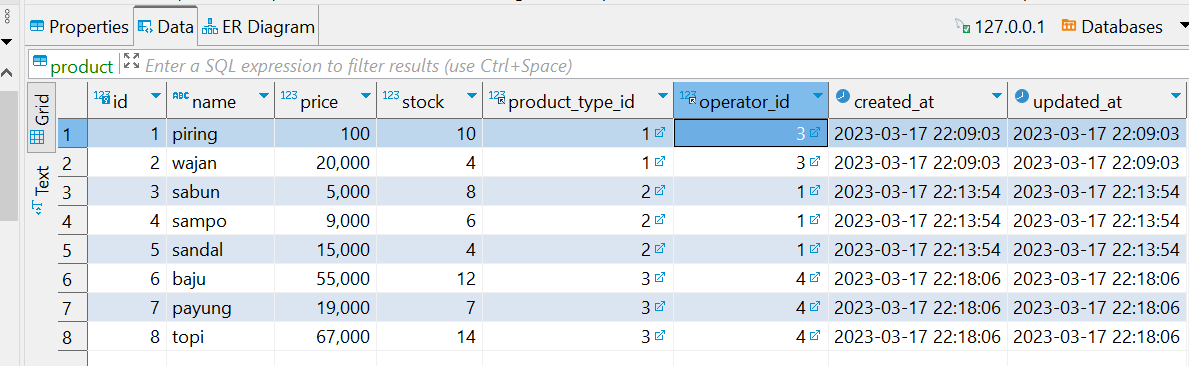 Properties Data ER Diagram 127.0.0.1 Databases
product Enter a SQL expression to filter results (use Ctrl+Space)
Grid
Text
123 id ABC name 123 price 123 stock 123 product_type_id 123 operator_id created_at updated_at
1 1 piring 100 10 1 3 2023-03-17 22:09:03 2023-03-17 22:09:03
2 2 wajan 20,000 4 1 3 2023-03-17 22:09:03 2023-03-17 22:09:03
3 3 sabun 5,000 8 2 1 2023-03-17 22:13:54 2023-03-17 22:13:54
4 4 sampo 9,000 6 2 1 2023-03-17 22:13:54 2023-03-17 22:13:54
5 5 sandal 15,000 4 2 1 2023-03-17 22:13:54 2023-03-17 22:13:54
6 6 baju 55,000 12 3 4 2023-03-17 22:18:06 2023-03-17 22:18:06
7 7 payung 19,000 7 3 4 2023-03-17 22:18:06 2023-03-17 22:18:06
8 8 topi 67,000 14 3 4 2023-03-17 22:18:06 2023-03-17 22:18:06